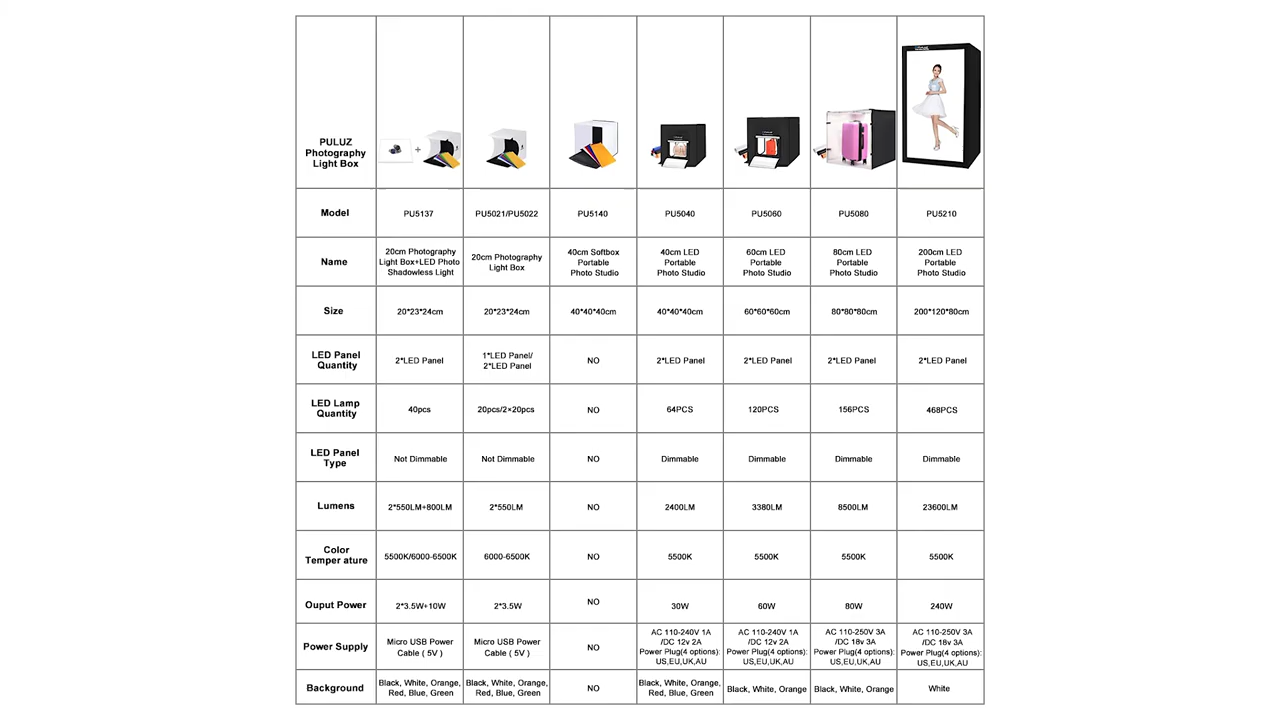 PULUZ
Photography
Light Box
+
Model
PU5137
PU5021/PU5022
PU5140
PU5040
PU5060
PU5080
PU5210
Name
20cm Photography
Light Box+LED Photo
Shadowless Light
20cm Photography
Light Box
40cm Softbox
Portable
Photo Studio
40cm LED
Portable
Photo Studio
60cm LED
Portable
Photo Studio
80cm LED
Portable
Photo Studio
200cm LED
Portable
Photo Studio
Size
20*23*24cm
20*23*24cm
40*40*40cm
40*40*40cm
60*60*60cm
80*80*80cm
200*120*80cm
LED Panel
Quantity
2*LED Panel
1*LED Panel/
2*LED Panel
NO
2*LED Panel
2*LED Panel
2*LED Panel
2*LED Panel
LED Lamp
Quantity
40pcs
20pcs/2×20pcs
NO
64PCS
120PCS
156PCS
468PCS
LED Panel
Type
Not Dimmable
Not Dimmable
NO
Dimmable
Dimmable
Dimmable
Dimmable
Lumens
2*550LM+800LM
2*550LM
NO
2400LM
3380LM
8500LM
23600LM
Color
Temper ature
5500K/6000-6500K
6000-6500K
NO
5500K
5500K
5500K
5500K
Ouput Power
2*3.5W+10W
2*3.5W
NO
30W
60W
80W
240W
Power Supply
Micro USB Power
Cable ( 5V )
Micro USB Power
Cable ( 5V )
NO
AC 110-240V 1A
/DC 12v 2A
Power Plug(4 options):
US,EU,UK,AU
AC 110-240V 1A
/DC 12v 2A
Power Plug(4 options):
US,EU,UK,AU
AC 110-250V 3A
/DC 18v 3A
Power Plug(4 options):
US,EU,UK,AU
AC 110-250V 3A
/DC 18v 3A
Power Plug(4 options):
US,EU,UK,AU
Background
Black, White, Orange,
Red, Blue, Green
Black, White, Orange,
Red, Blue, Green
NO
Black, White, Orange,
Red, Blue, Green
Black, White, Orange
Black, White, Orange
White